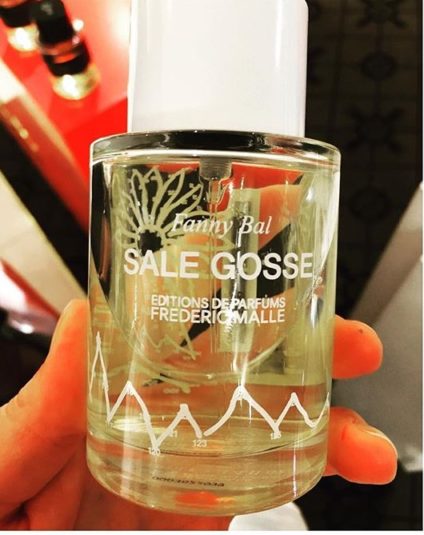 Fanny Bal
SALE GOSSE
EDITIONS DE PARFUMS
FREDERIC MALLE
123